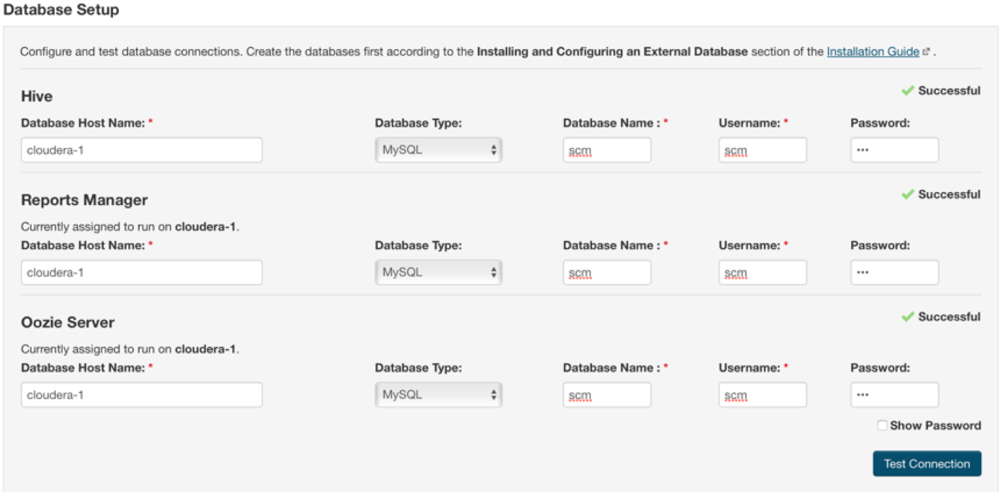 Database Setup
Configure and test database connections. Create the databases first according to the Installing and Configuring an External Database section of the Installation Guide .
Hive
Successful
Database Host Name: * Database Type: Database Name : * Username: * Password:
cloudera-1 MySQL scm scm •••
Reports Manager
Successful
Currently assigned to run on cloudera-1.
Database Host Name: * Database Type: Database Name : * Username: * Password:
cloudera-1 MySQL scm scm •••
Oozie Server
Successful
Currently assigned to run on cloudera-1.
Database Host Name: * Database Type: Database Name : * Username: * Password:
cloudera-1 MySQL scm scm •••
Show Password
Test Connection